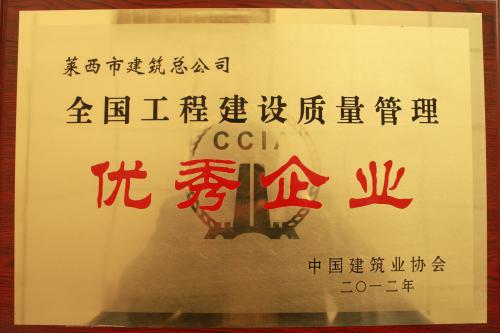 莱西市建筑总公司
全国工程建设质量管理
CCIA
优秀企业
中国建筑业协会
二〇一二年